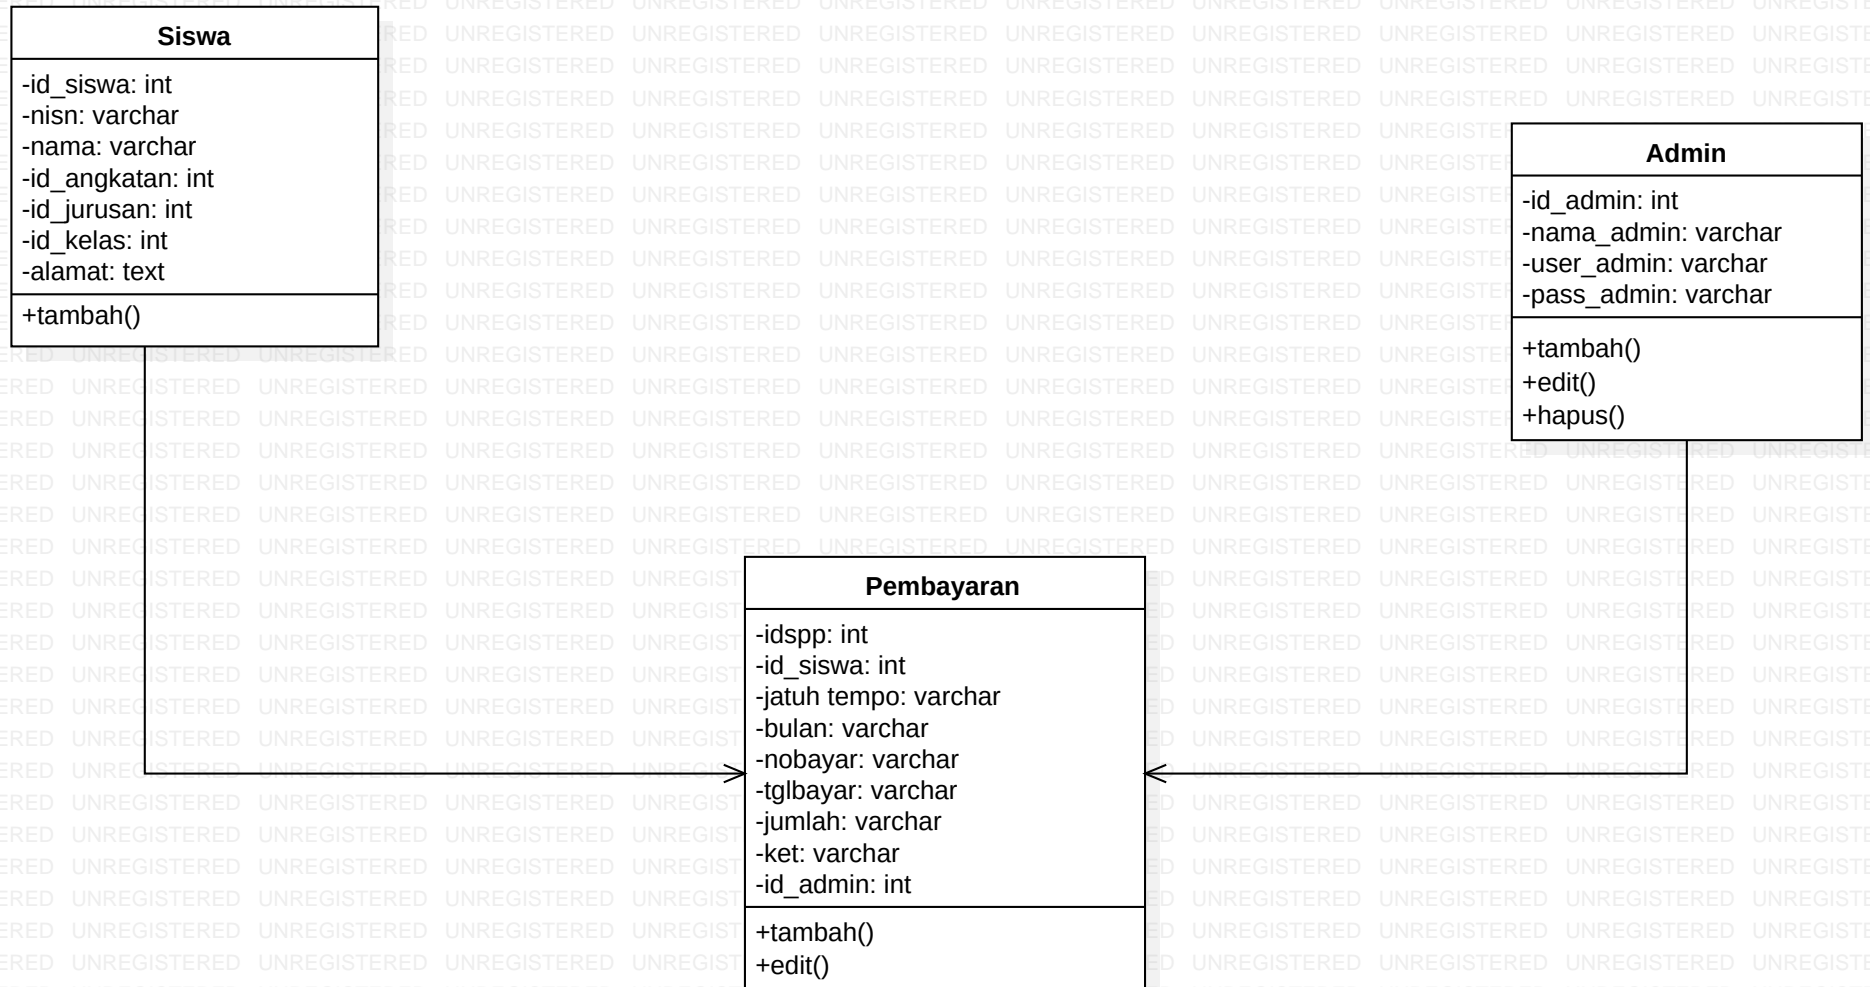 Siswa
-id_siswa: int
-nisn: varchar
-nama: varchar
-id_angkatan: int
-id_jurusan: int
-id_kelas: int
-alamat: text
+tambah()
Admin
-id_admin: int
-nama_admin: varchar
-user_admin: varchar
-pass_admin: varchar
+tambah()
+edit()
+hapus()
Pembayaran
-idspp: int
-id_siswa: int
-jatuh tempo: varchar
-bulan: varchar
-nobayar: varchar
-tglbayar: varchar
-jumlah: varchar
-ket: varchar
-id_admin: int
+tambah()
+edit()
UNREGISTERED